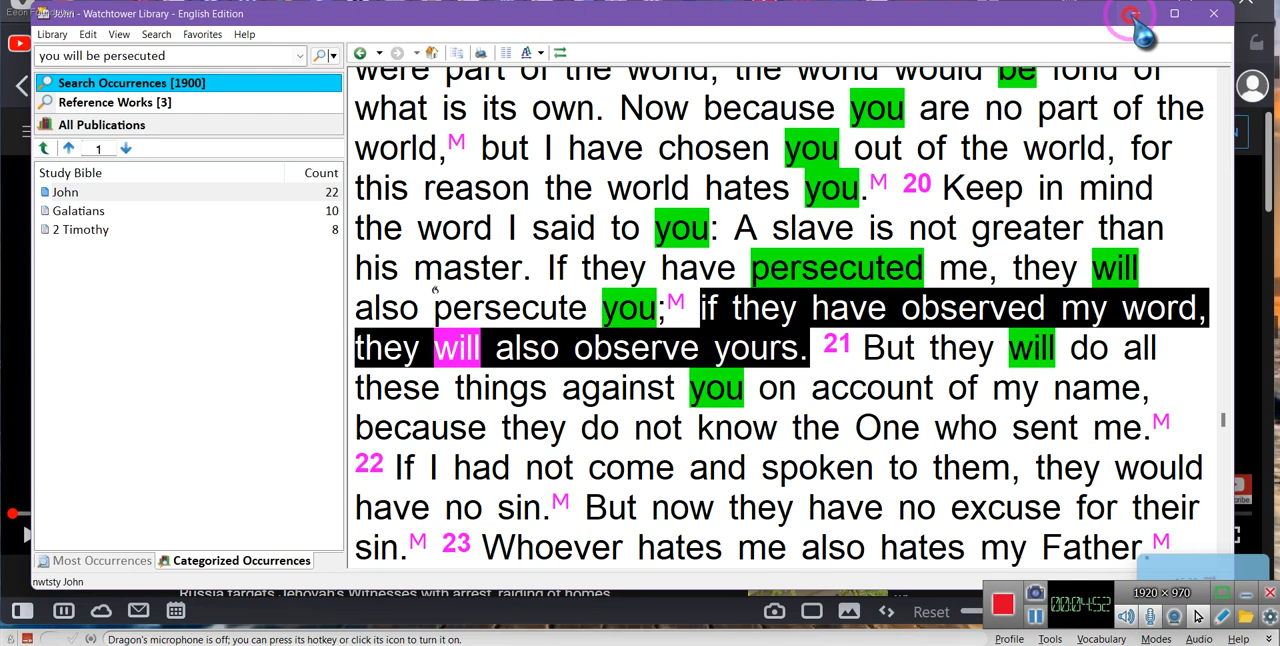 John - Watchtower Library - English Edition
Library Edit View Search Favorites Help
you will be persecuted
Search Occurrences [1900]
Reference Works [3]
All Publications
1
Study Bible Count
John 22
Galatians 10
2 Timothy 8
Most Occurrences Categorized Occurrences
nwtsty John
were part of the world, the world would be fond of
what is its own. Now because you are no part of the
world,M but I have chosen you out of the world, for
this reason the world hates you.M 20 Keep in mind
the word I said to you: A slave is not greater than
his master. If they have persecuted me, they will
also persecute you;M if they have observed my word,
they will also observe yours. 21 But they will do all
these things against you on account of my name,
because they do not know the One who sent me.M
22 If I had not come and spoken to them, they would
have no sin.M But now they have no excuse for their
sin.M 23 Whoever hates me also hates my Father.M
Russia targets Jehovah's Witnesses with arrest, raiding of homes
Reset
00:04:52
1920 × 970
Dragon's microphone is off; you can press its hotkey or click its icon to turn it on.
Profile Tools Vocabulary Modes Audio Help